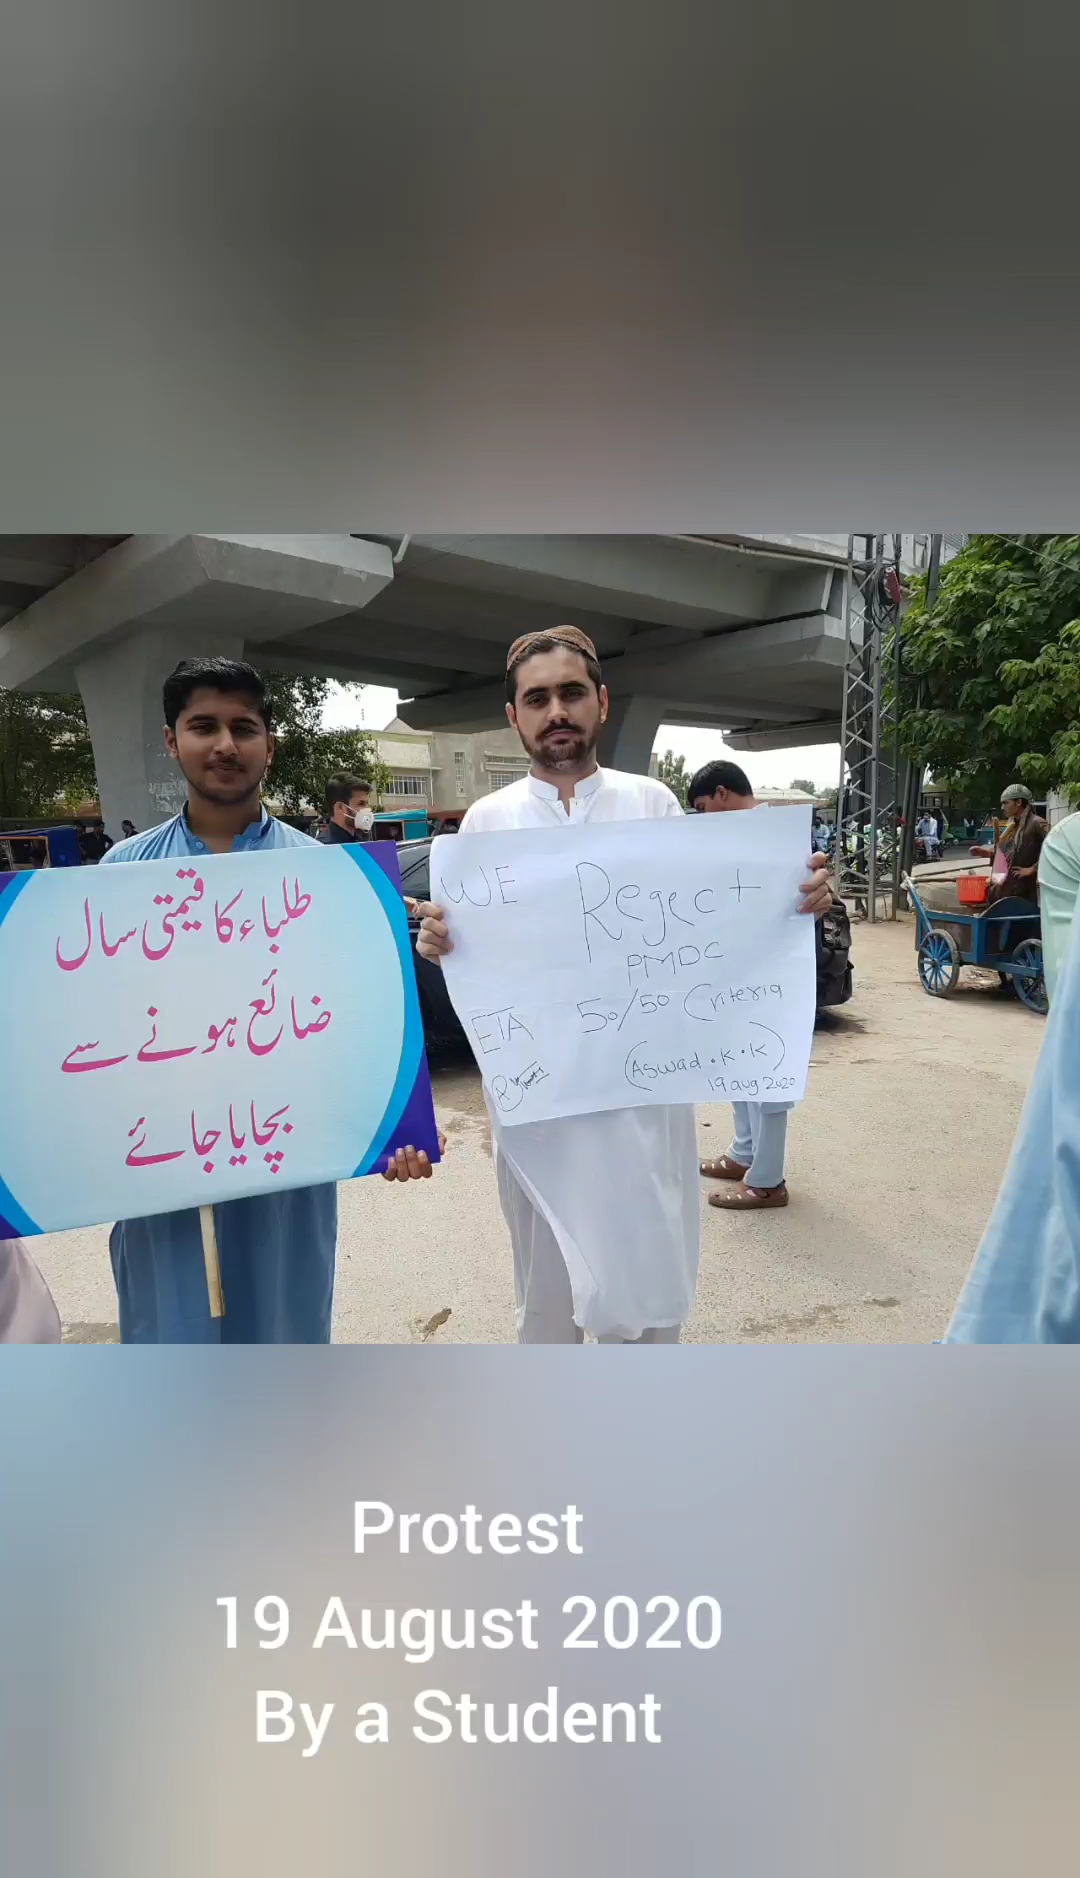 طلباء کا قیمتی سال
ضائع ہونے سے
بچایا جائے
WE Regect
PMDC
ETA 50/50 Criteria
(Aswad.K.K)
19 aug 2020
Protest
19 August 2020
By a Student